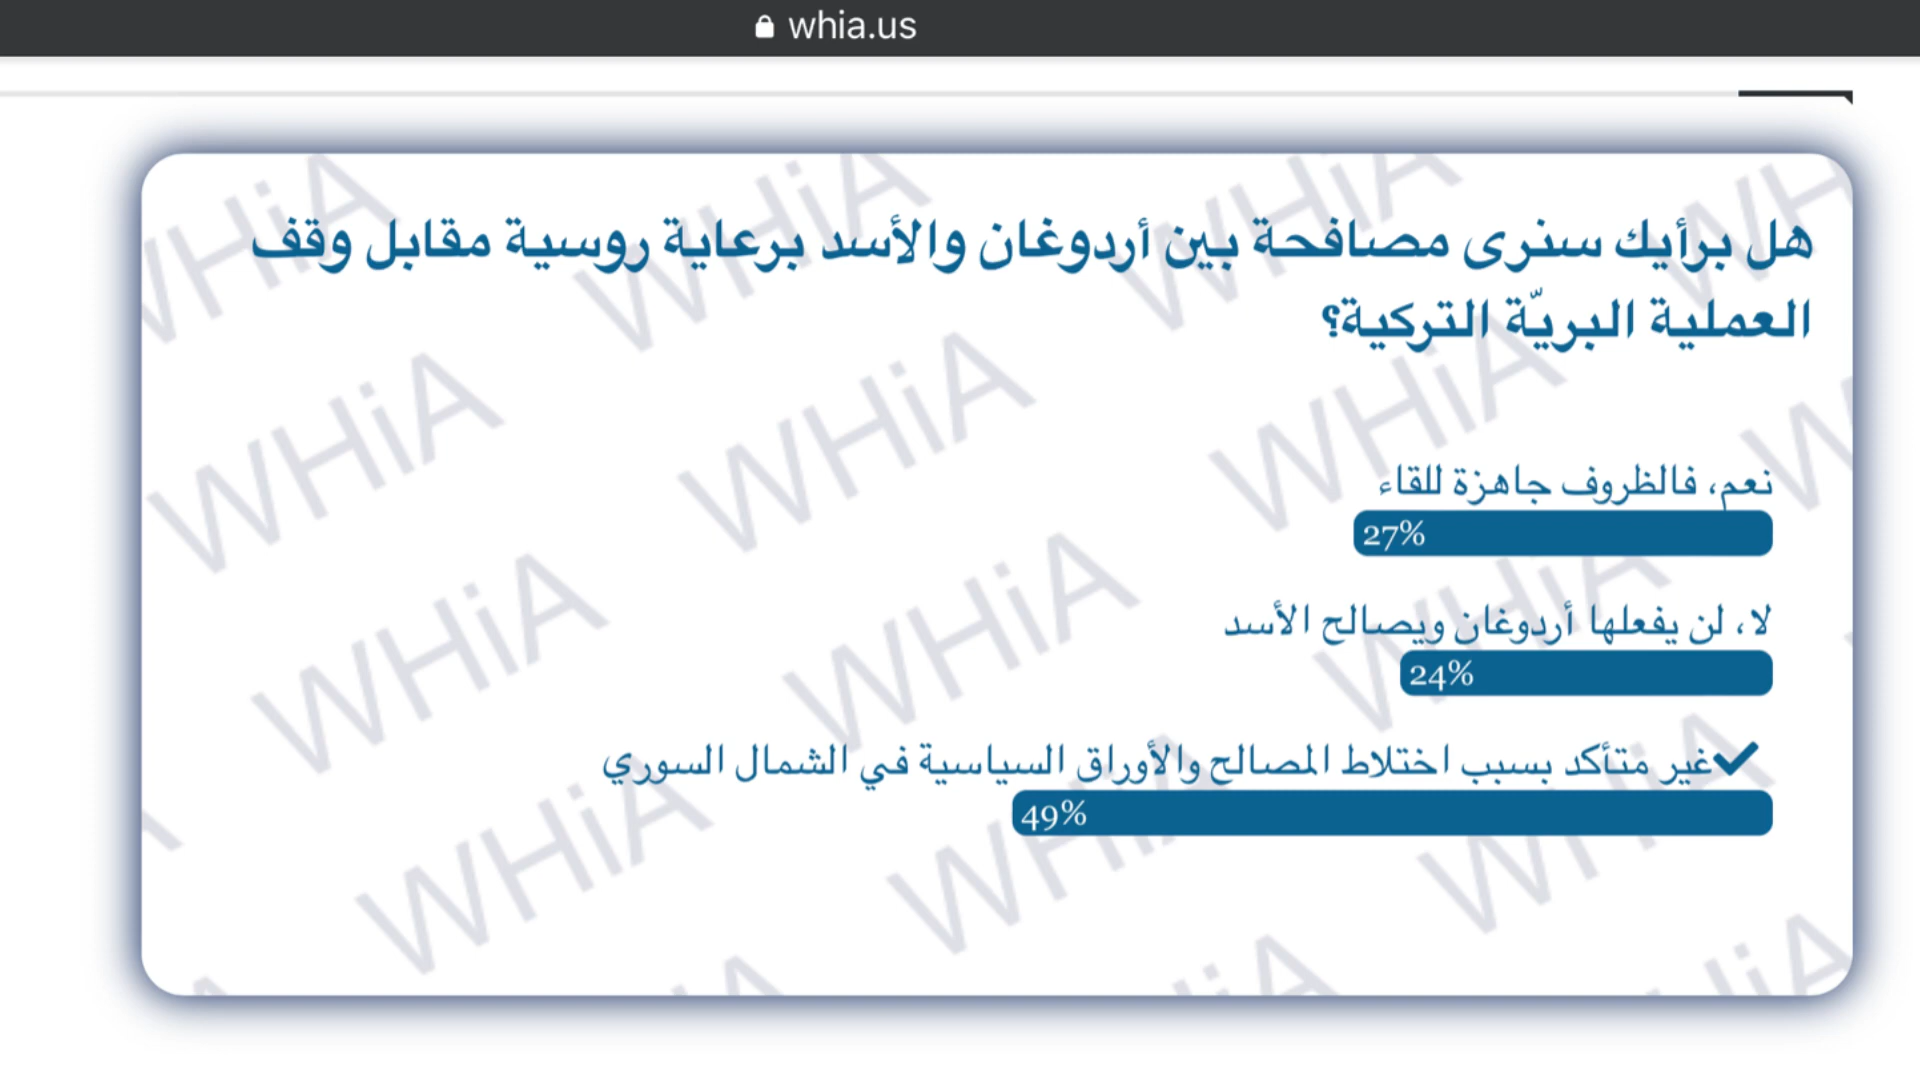 whia.us
هل برأيك سنرى مصافحة بين أردوغان والأسد برعاية روسية مقابل وقف
العملية البريّة التركية؟
نعم، فالظروف جاهزة للقاء
27%
لا، لن يفعلها أردوغان ويصالح الأسد
24%
✔غير متأكد بسبب اختلاط المصالح والأوراق السياسية في الشمال السوري
49%
WHiA